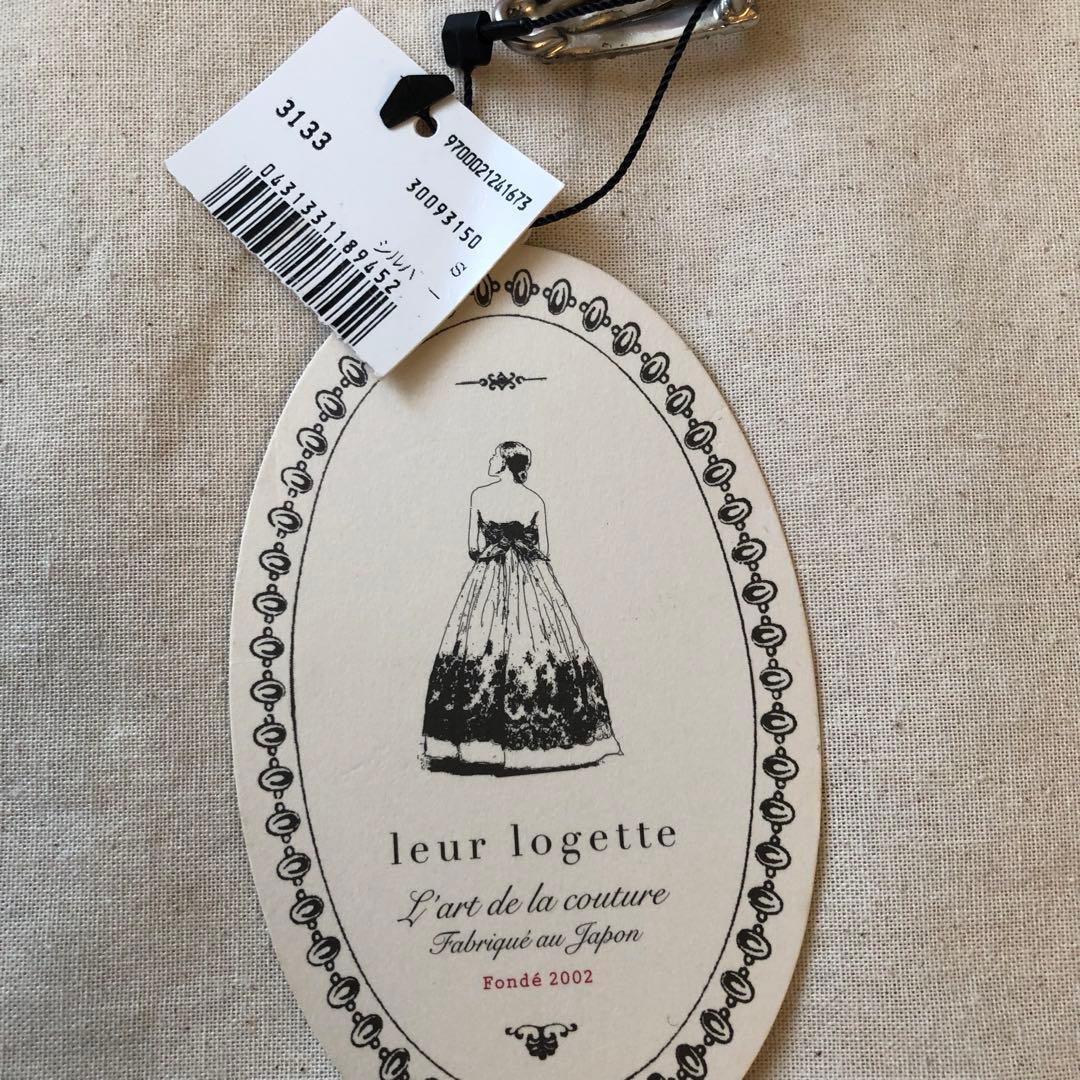 3133
9700021241673
30093150
0431331189452
シルバー S
leur logette
L'art de la couture
Fabriqué au Japon
Fondé 2002